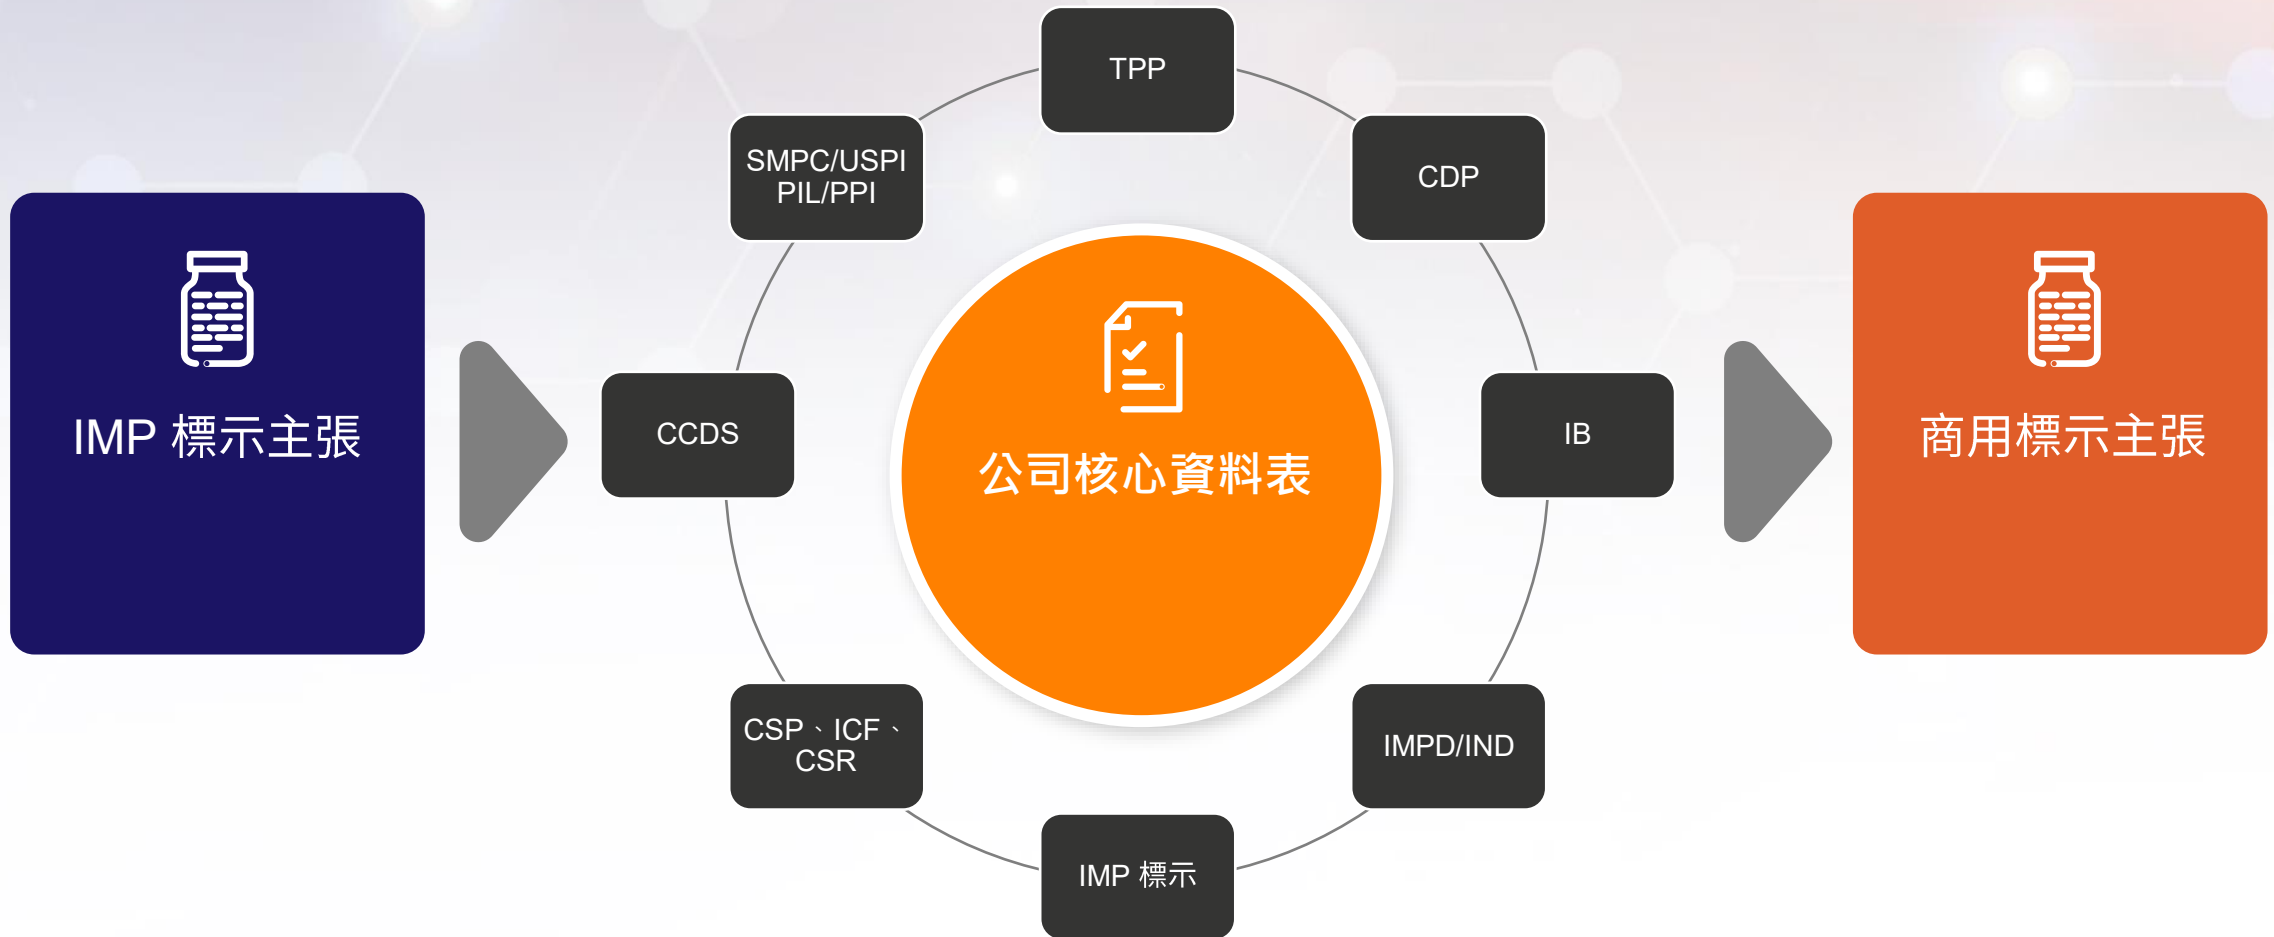 TPP
SMPC/USPI
PIL/PPI
CDP
IMP 標示主張
CCDS
公司核心資料表
IB
商用標示主張
CSP、ICF、
CSR
IMPD/IND
IMP 標示